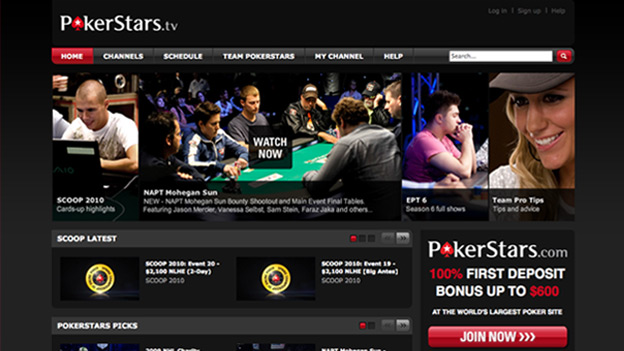 PokerStars.tv
Log in | Sign up | Help
HOME CHANNELS SCHEDULE TEAM POKERSTARS MY CHANNEL HELP
Search...
WATCH
NOW
SCOOP 2010
Cards-up highlights
NAPT Mohegan Sun
NEW - NAPT Mohegan Sun Bounty Shootout and Main Event Final Tables
Featuring Jason Mercier, Vanessa Selbst, Sam Stein, Faraz Jaka and others...
EPT 6
Season 6 full shows
Team Pro Tips
Tips and advice
SCOOP LATEST
SCOOP 2010: Event 20 -
$2,100 NLHE (2-Day)
SCOOP 2010
SCOOP 2010: Event 19 -
$2,100 NLHE [Big Antes]
SCOOP 2010
POKERSTARS PICKS
2009 NBC
PokerStars.com
100% FIRST DEPOSIT
BONUS UP TO $600
AT THE WORLD'S LARGEST POKER SITE
JOIN NOW >>>